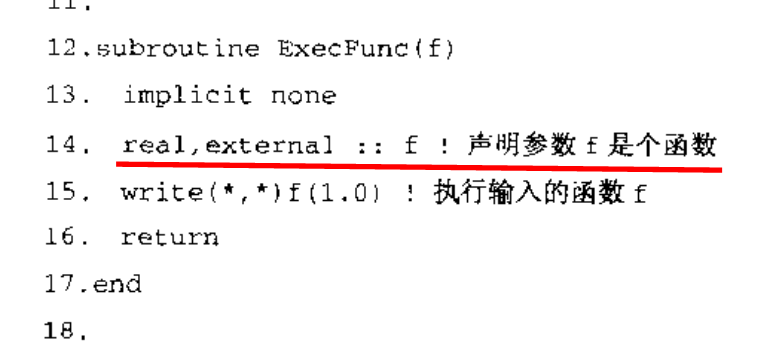 11.
12.subroutine ExecFunc(f)
13. implicit none
14. real,external :: f ! 声明参数 f 是个函数
15. write(*,*)f(1.0) ! 执行输入的函数 f
16. return
17.end
18.